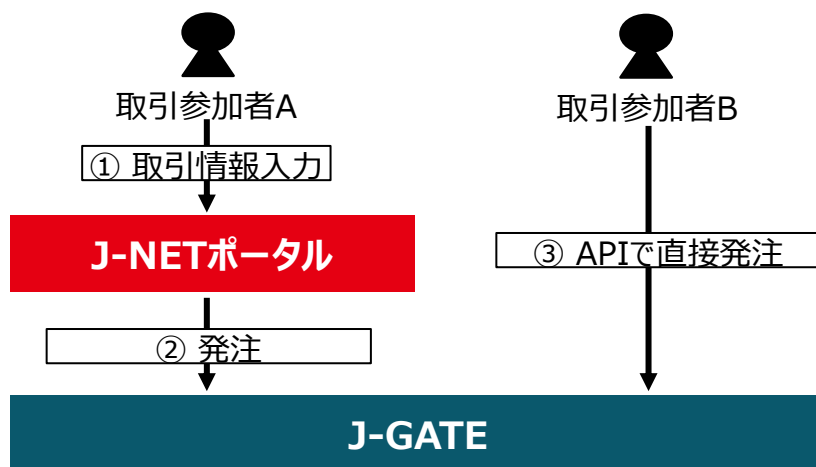 取引参加者A
取引参加者B
① 取引情報入力
J-NETポータル
③ APIで直接発注
② 発注
J-GATE